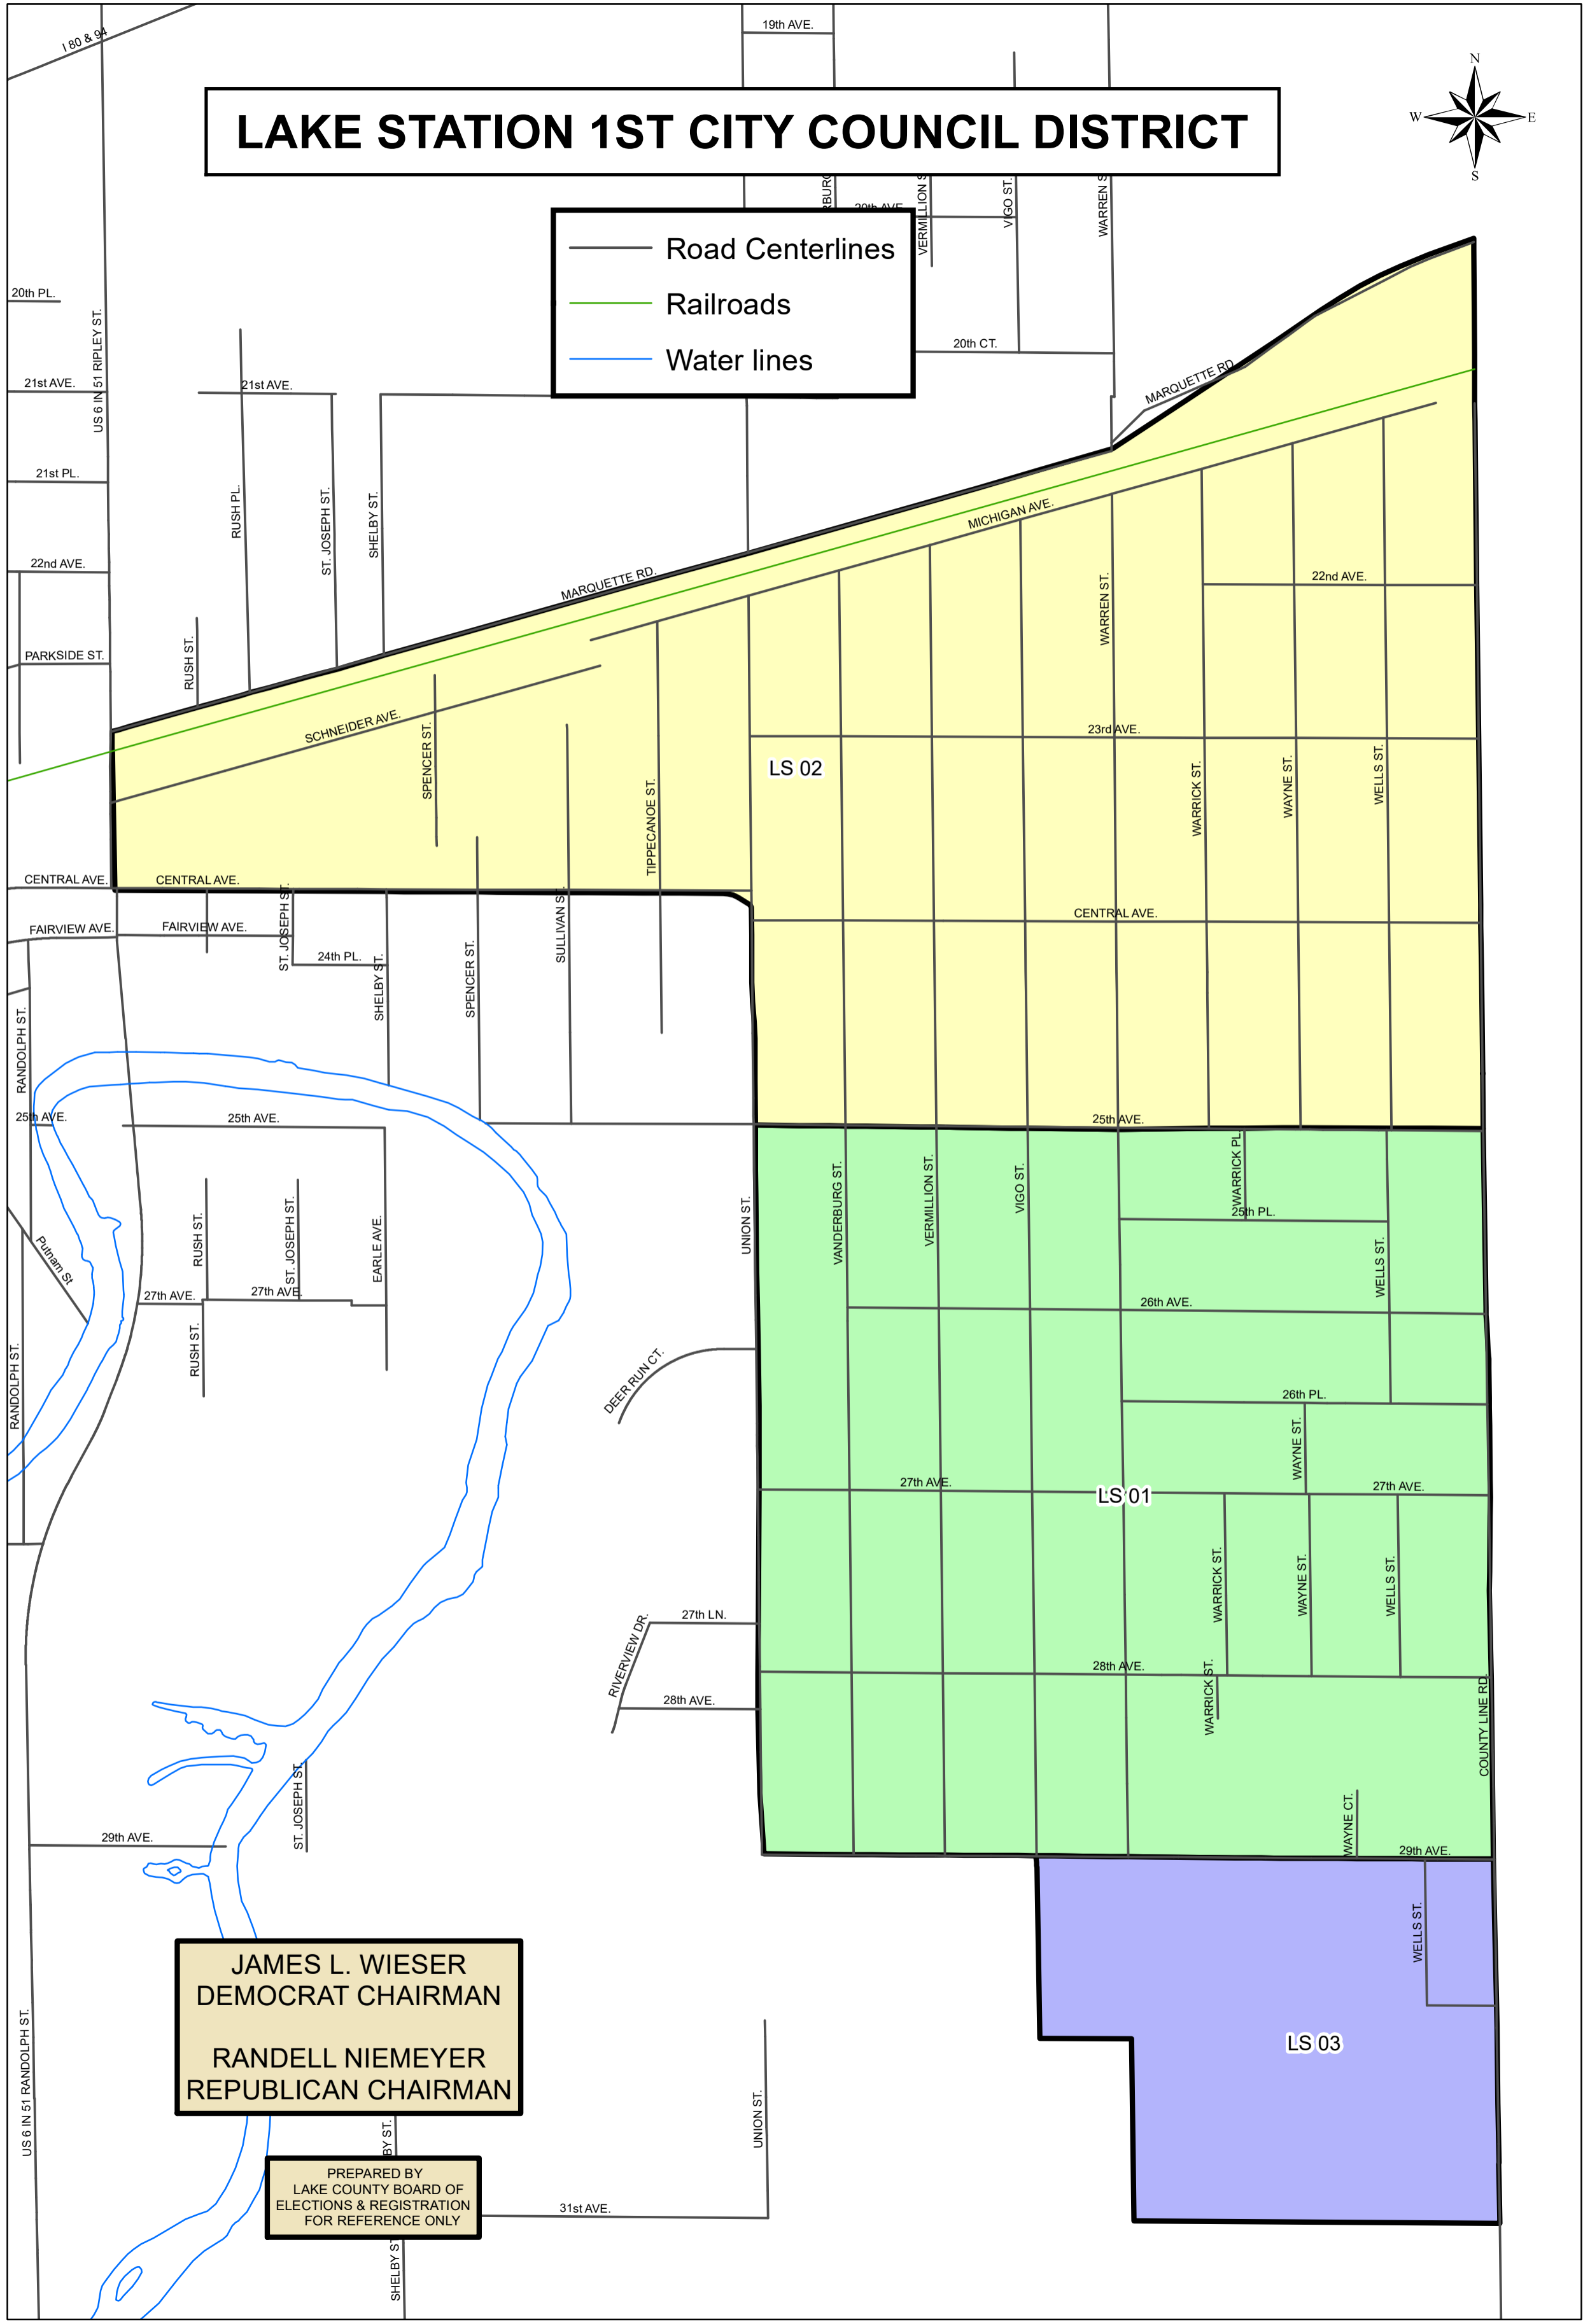 I 80 & 94
19th AVE.
N
W
E
S
LAKE STATION 1ST CITY COUNCIL DISTRICT
VERMILLION S
VIGO ST.
WARREN S
20th AVE
Road Centerlines
Railroads
Water lines
20th PL.
US 6 IN 51 RIPLEY ST.
20th CT.
21st AVE.
21st AVE.
MARQUETTE RD.
21st PL.
RUSH PL.
ST. JOSEPH ST.
SHELBY ST.
MICHIGAN AVE.
22nd AVE.
MARQUETTE RD.
22nd AVE.
WARREN ST.
PARKSIDE ST.
RUSH ST.
SCHNEIDER AVE.
SPENCER ST.
23rd AVE.
LS 02
TIPPECANOE ST.
WARRICK ST.
WAYNE ST.
WELLS ST.
CENTRAL AVE.
CENTRAL AVE.
CENTRAL AVE.
FAIRVIEW AVE.
FAIRVIEW AVE.
ST. JOSEPH ST.
SULLIVAN ST.
24th PL.
SHELBY ST.
SPENCER ST.
RANDOLPH ST.
25th AVE.
25th AVE.
25th AVE.
WARRICK PL.
VANDERBURG ST.
VERMILLION ST.
VIGO ST.
25th PL.
UNION ST.
RUSH ST.
ST. JOSEPH ST.
EARLE AVE.
Putnam St
WELLS ST.
27th AVE.
27th AVE.
26th AVE.
RUSH ST.
RANDOLPH ST.
DEER RUN CT.
26th PL.
WAYNE ST.
27th AVE.
27th AVE.
LS 01
WARRICK ST.
WAYNE ST.
WELLS ST.
27th LN.
RIVERVIEW DR.
28th AVE.
28th AVE.
WARRICK ST.
COUNTY LINE RD.
ST. JOSEPH ST.
WAYNE CT.
29th AVE.
29th AVE.
WELLS ST.
JAMES L. WIESER
DEMOCRAT CHAIRMAN
RANDELL NIEMEYER
REPUBLICAN CHAIRMAN
LS 03
US 6 IN 51 RANDOLPH ST.
BY ST.
UNION ST.
PREPARED BY
LAKE COUNTY BOARD OF
ELECTIONS & REGISTRATION
FOR REFERENCE ONLY
31st AVE.
SHELBY ST